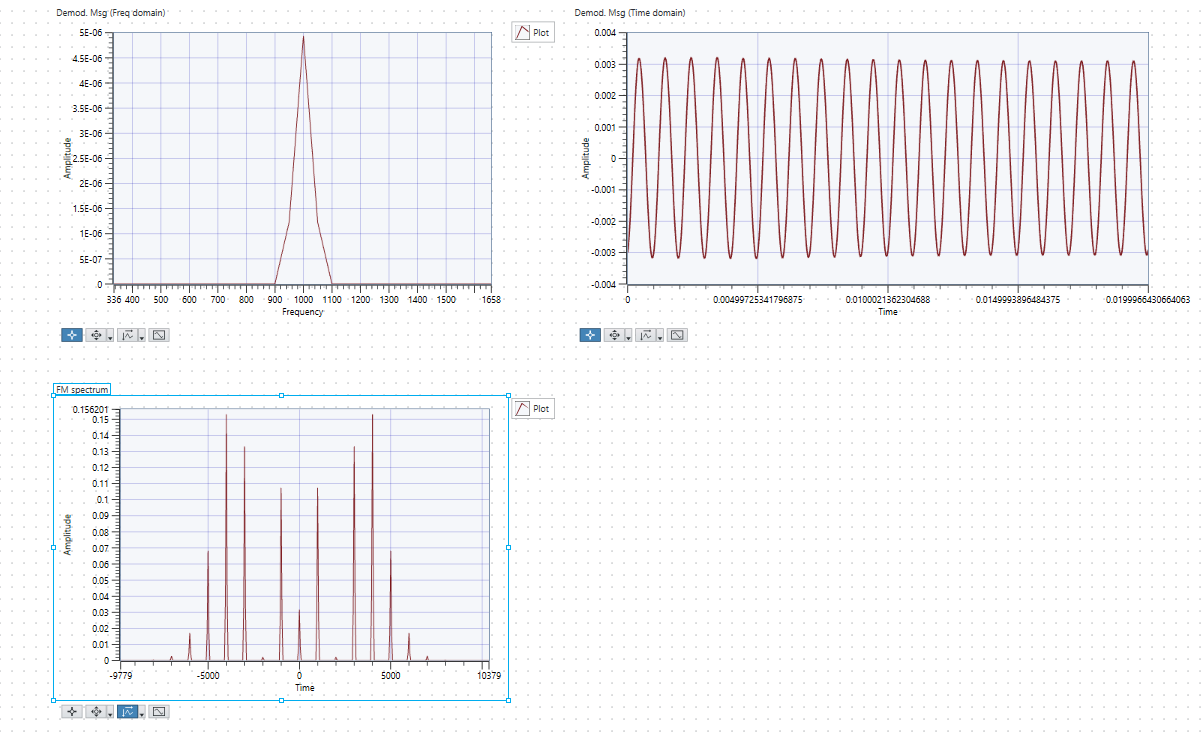 Demod. Msg (Freq domain)
Plot
5E-06
4.5E-06
4E-06
3.5E-06
3E-06
2.5E-06
2E-06
1.5E-06
1E-06
5E-07
0
Amplitude
336 400 500 600 700 800 900 1000 1100 1200 1300 1400 1500 1658
Frequency
Demod. Msg (Time domain)
0.004
0.003
0.002
0.001
0
-0.001
-0.002
-0.003
-0.004
Amplitude
0 0.00499725341796875 0.0100021362304688 0.0149993896484375 0.0199966430664063
Time
FM spectrum
Plot
0.156201
0.15
0.14
0.13
0.12
0.11
0.1
0.09
0.08
0.07
0.06
0.05
0.04
0.03
0.02
0.01
0
Amplitude
-9779 -5000 0 5000 10379
Time